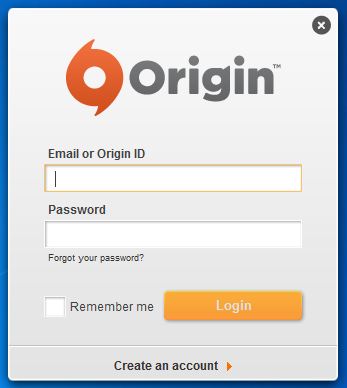 Origin™
Email or Origin ID
Password
Forgot your password?
Remember me
Login
Create an account